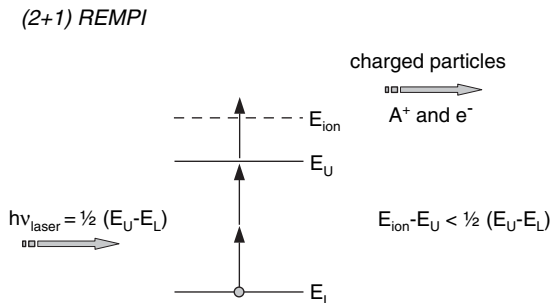 (2+1) REMPI
charged particles
A⁺ and e⁻
E_ion
E_U
hν_laser = ½ (E_U-E_L)
E_ion-E_U < ½ (E_U-E_L)
E_L